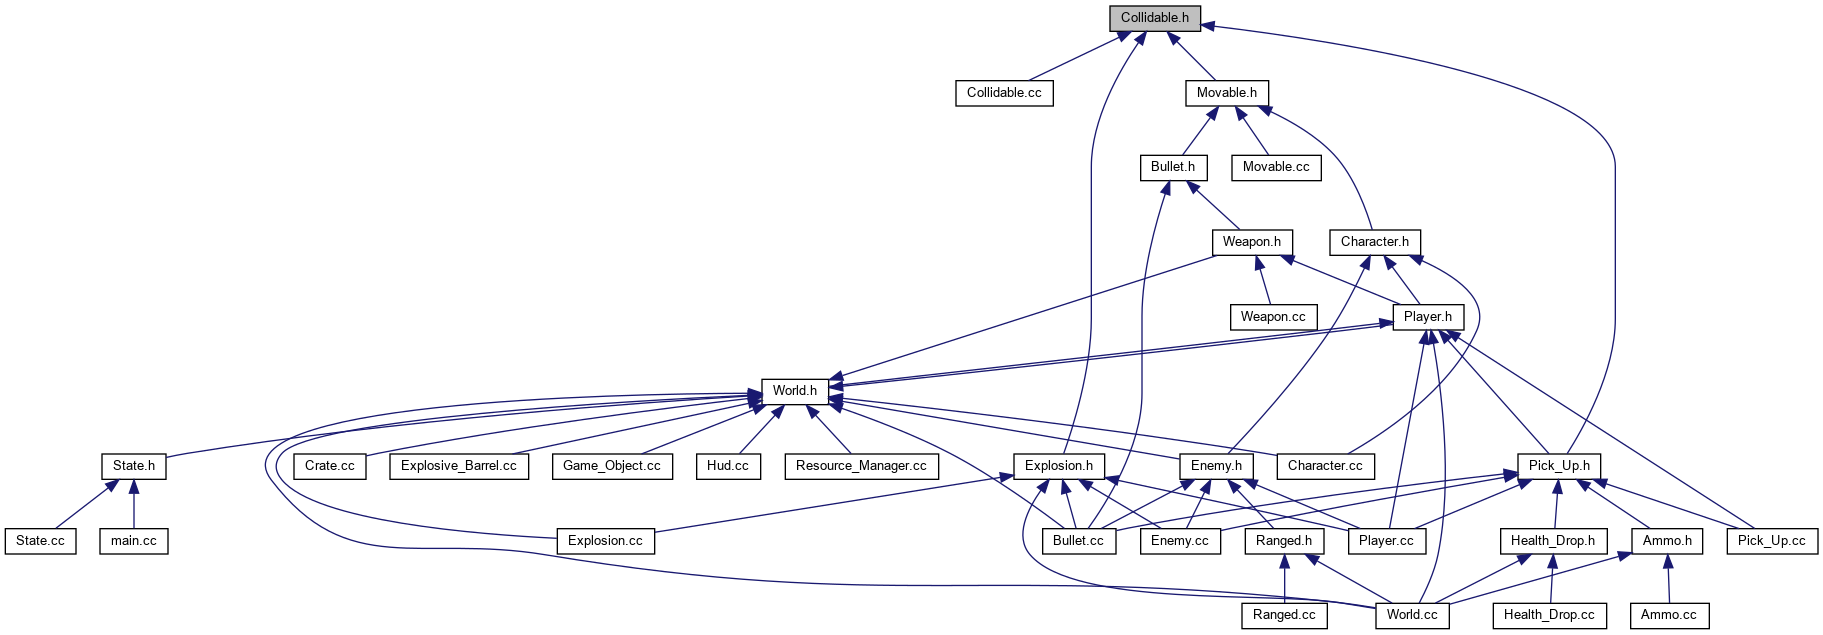 Collidable.h
Collidable.cc
Movable.h
Bullet.h
Movable.cc
Weapon.h
Character.h
Weapon.cc
Player.h
World.h
State.h
Crate.cc
Explosive_Barrel.cc
Game_Object.cc
Hud.cc
Resource_Manager.cc
Explosion.h
Enemy.h
Character.cc
Pick_Up.h
State.cc
main.cc
Explosion.cc
Bullet.cc
Enemy.cc
Ranged.h
Player.cc
Health_Drop.h
Ammo.h
Pick_Up.cc
Ranged.cc
World.cc
Health_Drop.cc
Ammo.cc